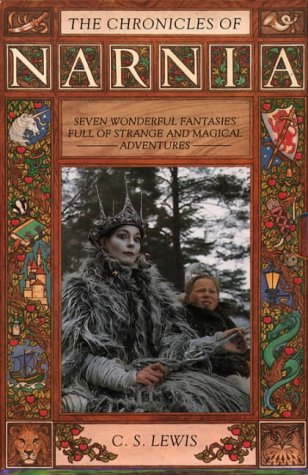 THE CHRONICLES OF
NARNIA
SEVEN WONDERFUL FANTASIES
FULL OF STRANGE AND MAGICAL
ADVENTURES
C. S. LEWIS